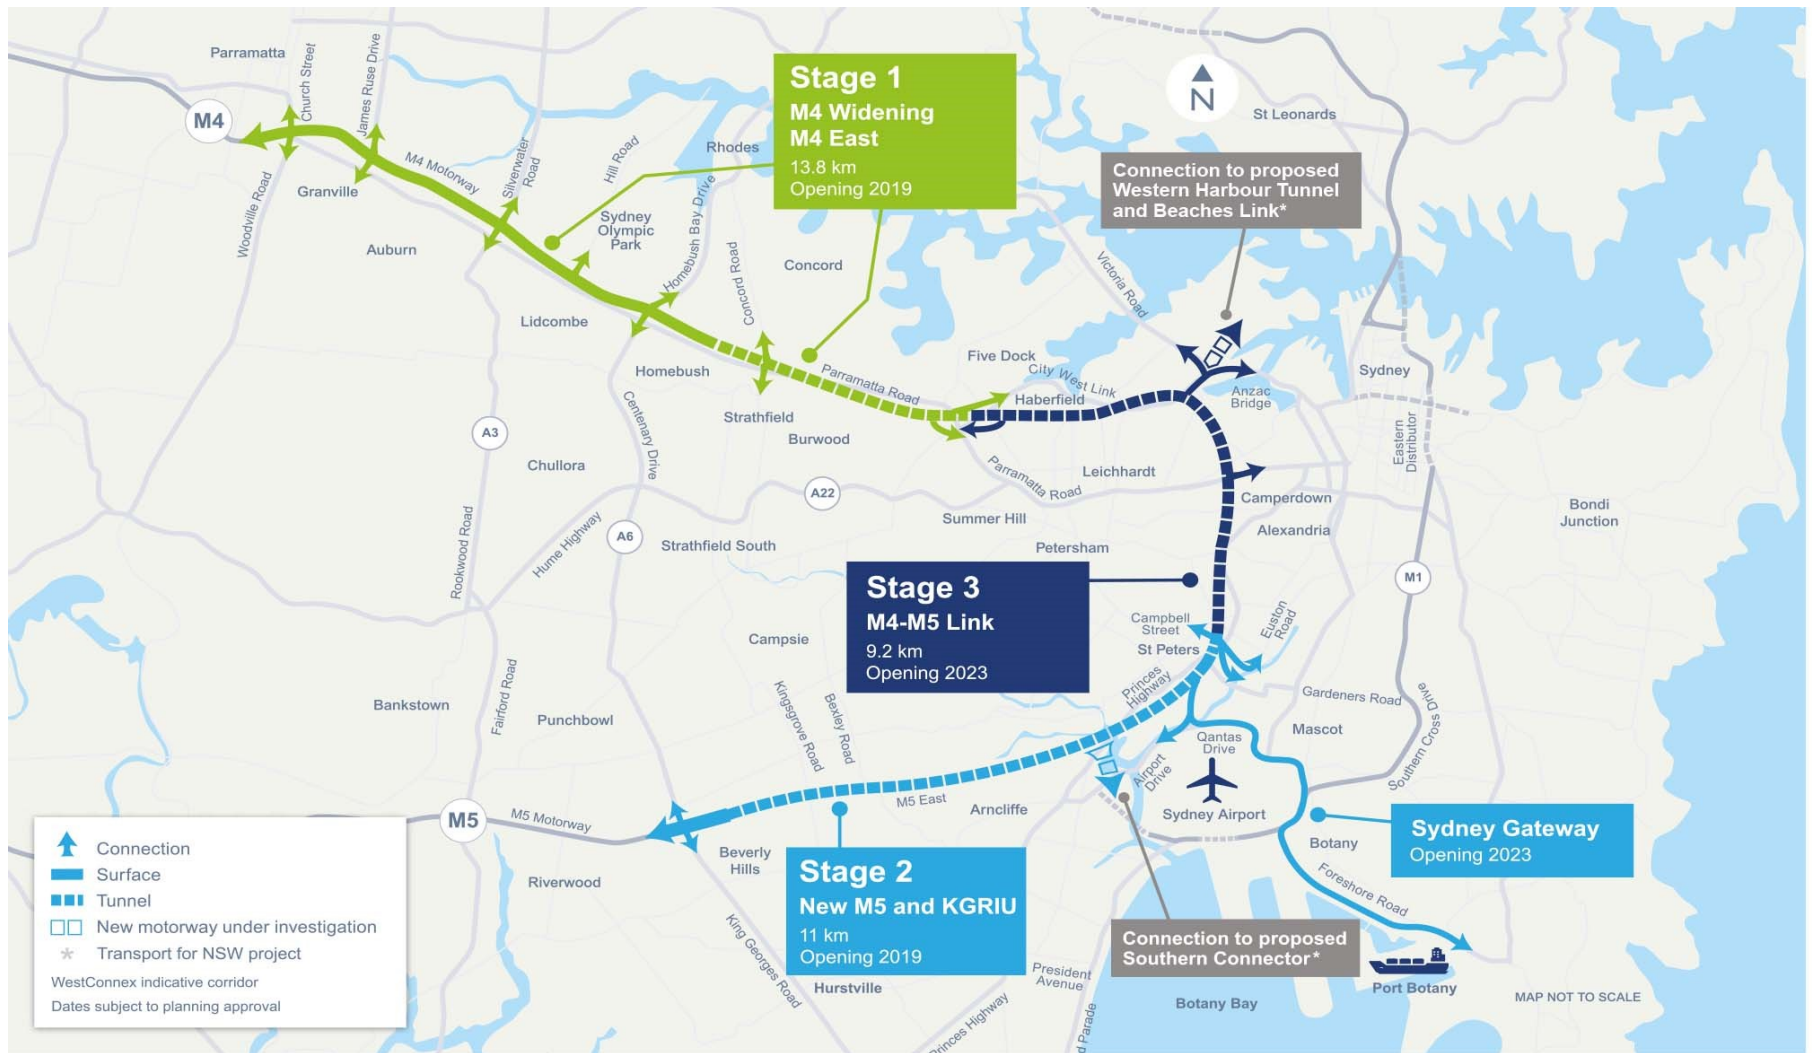 Parramatta
Church Street
James Ruse Drive
M4
M4 Motorway
Silverwater
Road
Hill Road
Rhodes
Stage 1
M4 Widening
M4 East
13.8 km
Opening 2019
N
St Leonards
Connection to proposed
Western Harbour Tunnel
and Beaches Link*
Granville
Woodville Road
Auburn
Sydney
Olympic
Park
Homebush Bay Drive
Concord Road
Concord
Victoria Road
Lidcombe
Homebush
Parramatta Road
Five Dock
City West Link
Haberfield
Anzac
Bridge
Sydney
Eastern
Distributor
Strathfield
Burwood
Centenary Drive
A3
Chullora
A22
Parramatta Road
Leichhardt
Camperdown
Summer Hill
Alexandria
Bondi
Junction
Rookwood Road
Hume Highway
A6
Strathfield South
Petersham
M1
Stage 3
M4-M5 Link
9.2 km
Opening 2023
Campbell
Street
St Peters
Euston
Road
Campsie
Princes
Highway
Gardeners Road
Southern Cross Drive
Bankstown
Fairford Road
Punchbowl
Kingsgrove Road
Bexley Road
Mascot
Qantas
Drive
Airport
Drive
M5
M5 Motorway
M5 East
Arncliffe
Sydney Airport
Sydney Gateway
Opening 2023
Botany
Foreshore Road
Beverly
Hills
Riverwood
Stage 2
New M5 and KGRIU
11 km
Opening 2019
King Georges Road
Hurstville
Connection to proposed
Southern Connector*
President
Avenue
Princes Highway
d Parade
Botany Bay
Port Botany
MAP NOT TO SCALE
Connection
Surface
Tunnel
New motorway under investigation
* Transport for NSW project
WestConnex indicative corridor
Dates subject to planning approval